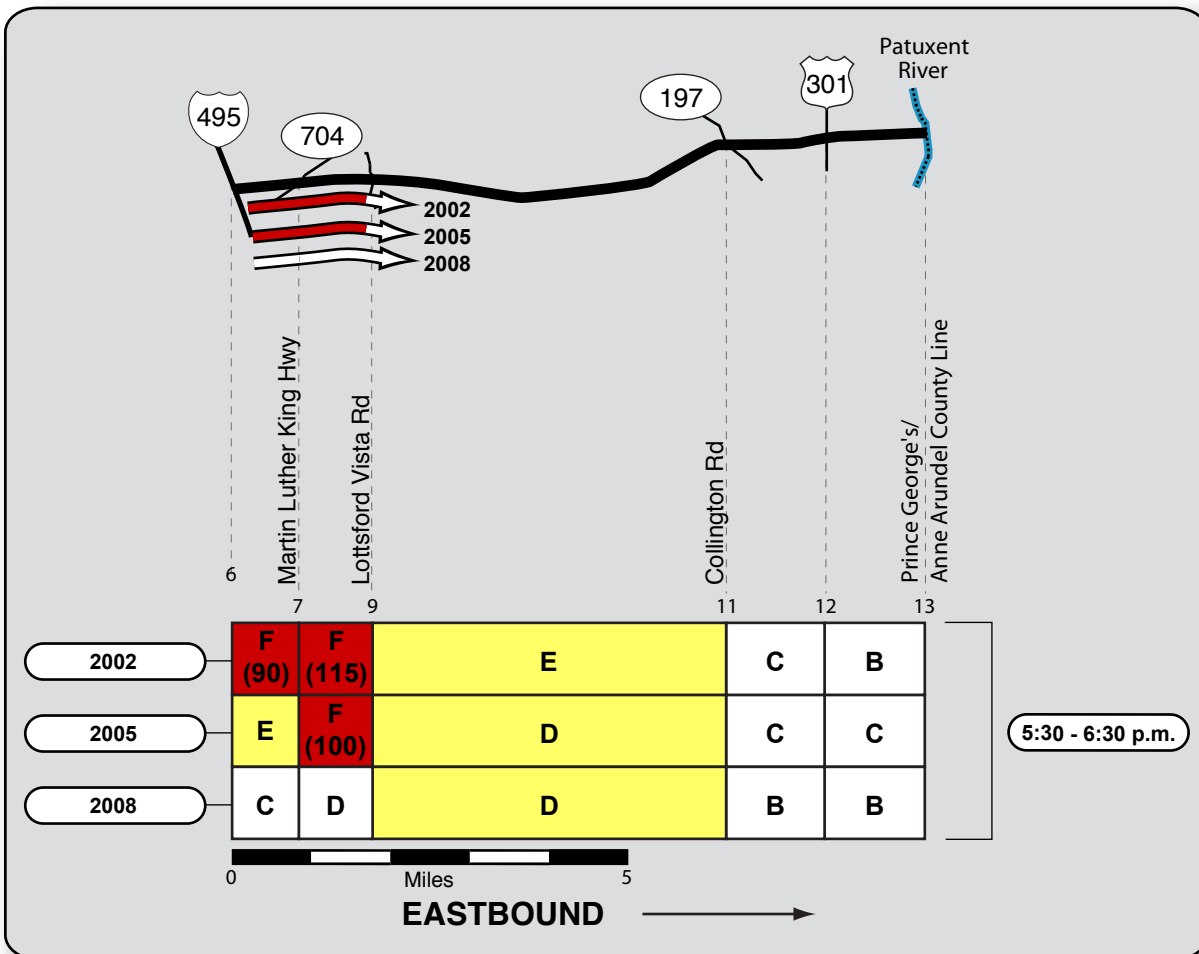 Patuxent
River
495
704
197
301
2002
2005
2008
Martin Luther King Hwy
Lottsford Vista Rd
Collington Rd
Prince George's/
Anne Arundel County Line
6
7
9
11
12
13
2002
F
(90)
F
(115)
E
C
B
2005
E
F
(100)
D
C
C
5:30 - 6:30 p.m.
2008
C
D
D
B
B
0
Miles
5
EASTBOUND